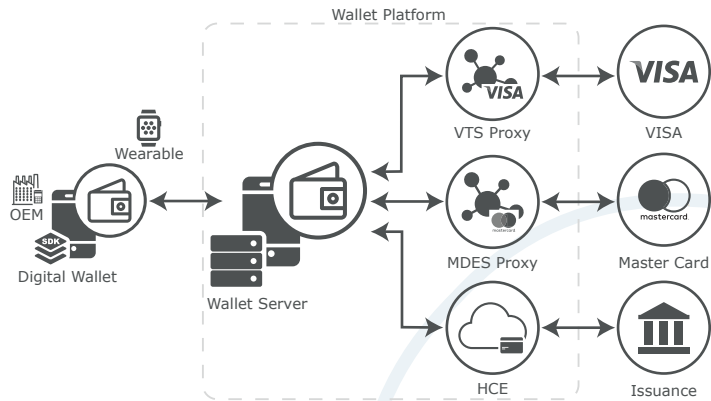 Wallet Platform
VISA
VISA
VTS Proxy
VISA
Wearable
OEM
SDK
Digital Wallet
Wallet Server
mastercard
mastercard.
MDES Proxy
Master Card
HCE
Issuance